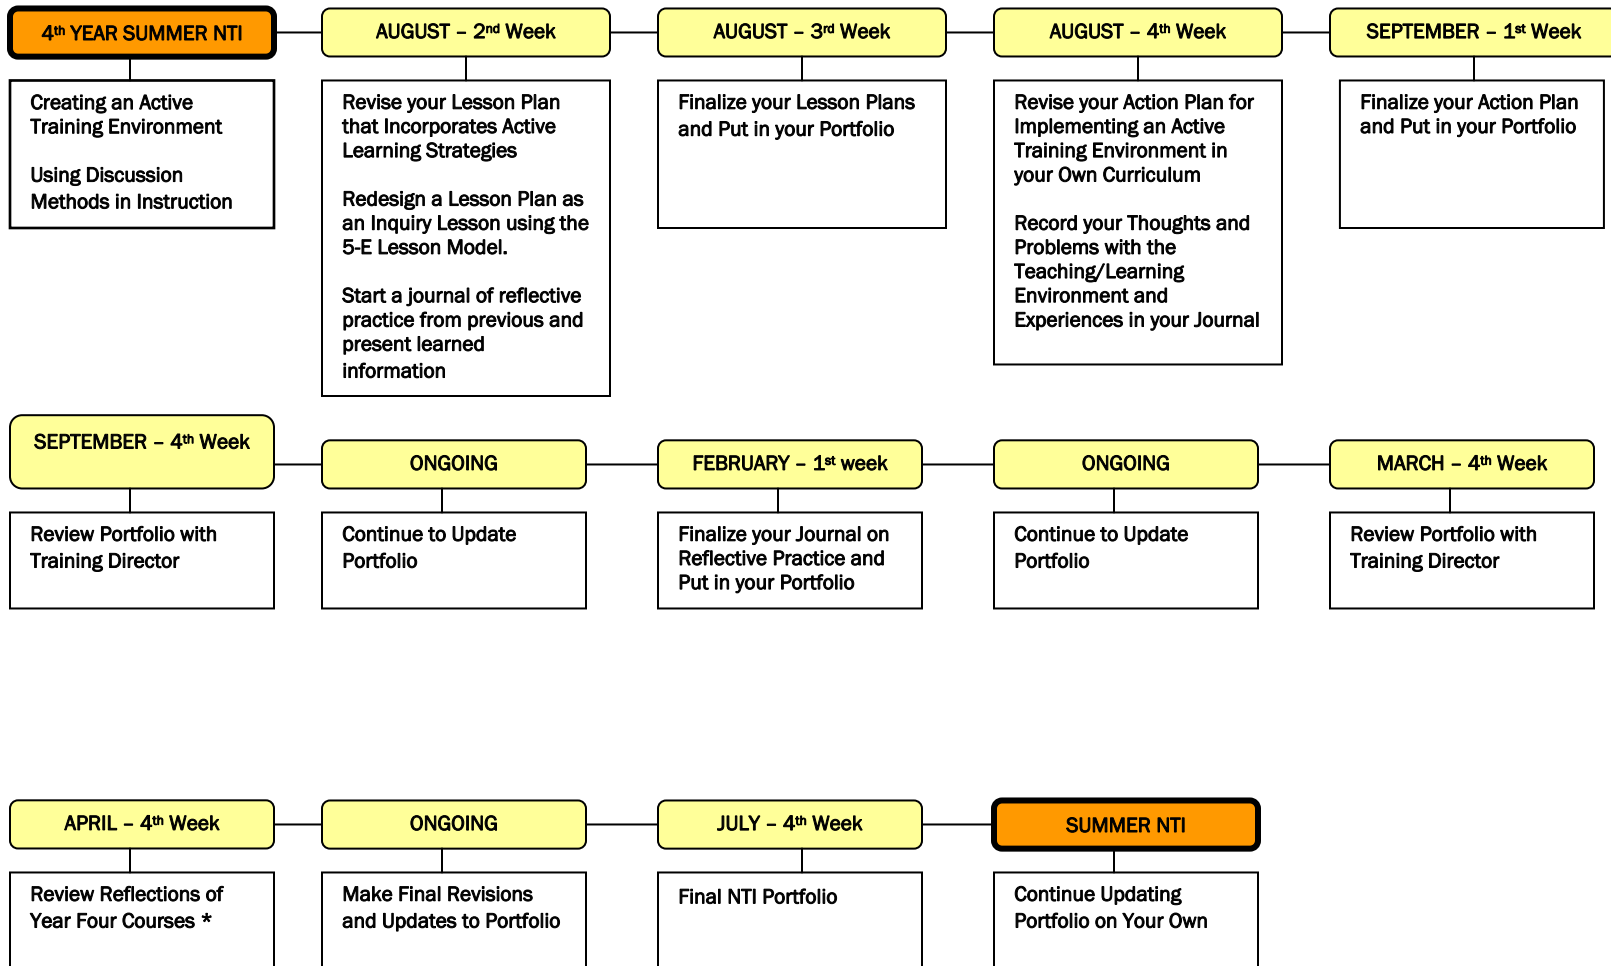 4th YEAR SUMMER NTI
Creating an Active
Training Environment
Using Discussion
Methods in Instruction
AUGUST – 2nd Week
Revise your Lesson Plan
that Incorporates Active
Learning Strategies
Redesign a Lesson Plan as
an Inquiry Lesson using the
5-E Lesson Model.
Start a journal of reflective
practice from previous and
present learned
information
AUGUST – 3rd Week
Finalize your Lesson Plans
and Put in your Portfolio
AUGUST – 4th Week
Revise your Action Plan for
Implementing an Active
Training Environment in
your Own Curriculum
Record your Thoughts and
Problems with the
Teaching/Learning
Environment and
Experiences in your Journal
SEPTEMBER – 1st Week
Finalize your Action Plan
and Put in your Portfolio
SEPTEMBER – 4th Week
Review Portfolio with
Training Director
ONGOING
Continue to Update
Portfolio
FEBRUARY – 1st week
Finalize your Journal on
Reflective Practice and
Put in your Portfolio
ONGOING
Continue to Update
Portfolio
MARCH – 4th Week
Review Portfolio with
Training Director
APRIL – 4th Week
Review Reflections of
Year Four Courses *
ONGOING
Make Final Revisions
and Updates to Portfolio
JULY – 4th Week
Final NTI Portfolio
SUMMER NTI
Continue Updating
Portfolio on Your Own